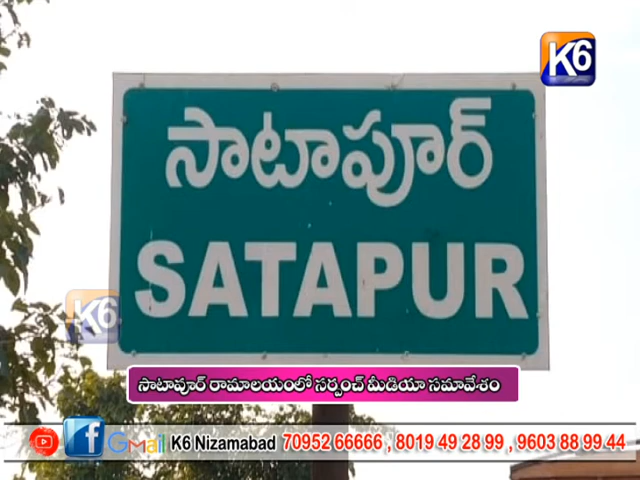 K6
సాటాపూర్
SATAPUR
K6
సాటాపూర్ రామాలయంలో సర్పంచ్ మీడియా సమావేశం
f Gmail K6 Nizamabad 70952 66666 , 8019 49 28 99 , 9603 88 99 44